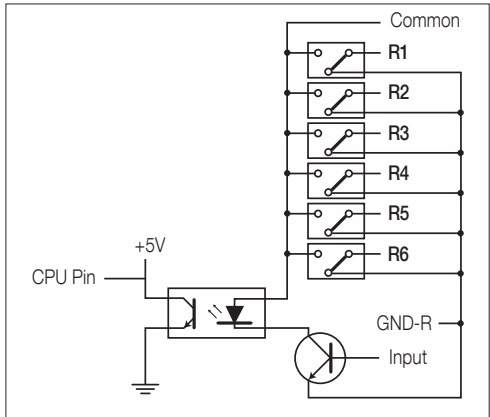 Common
R1
R2
R3
R4
R5
R6
+5V
CPU Pin
GND-R
Input